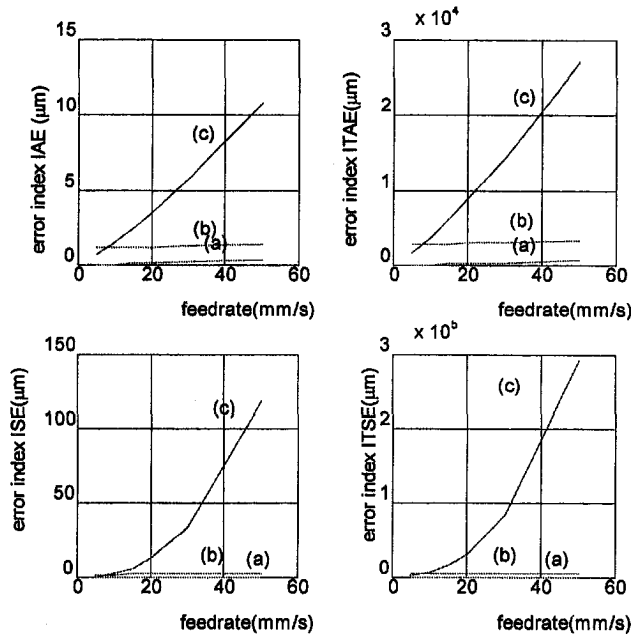 error index IAE (μm)
15
10
5
0
(c)
(b)
(a)
0 20 40 60
feedrate(mm/s)
x 10⁴
error index ITAE(μm)
3
2
1
0
(c)
(b)
(a)
0 20 40 60
feedrate(mm/s)
error index ISE(μm)
150
100
50
0
(c)
(b) (a)
0 20 40 60
feedrate(mm/s)
x 10⁵
error index ITSE(μm)
3
2
1
0
(c)
(b) (a)
0 20 40 60
feedrate(mm/s)